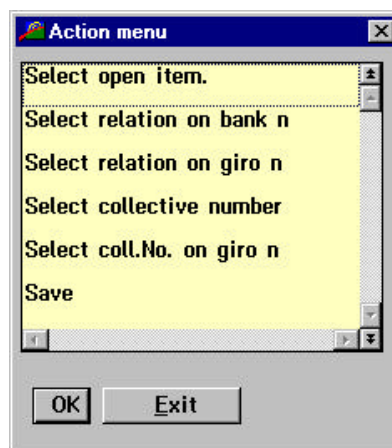 Action menu
Select open item.
Select relation on bank n
Select relation on giro n
Select collective number
Select coll.No. on giro n
Save
OK Exit